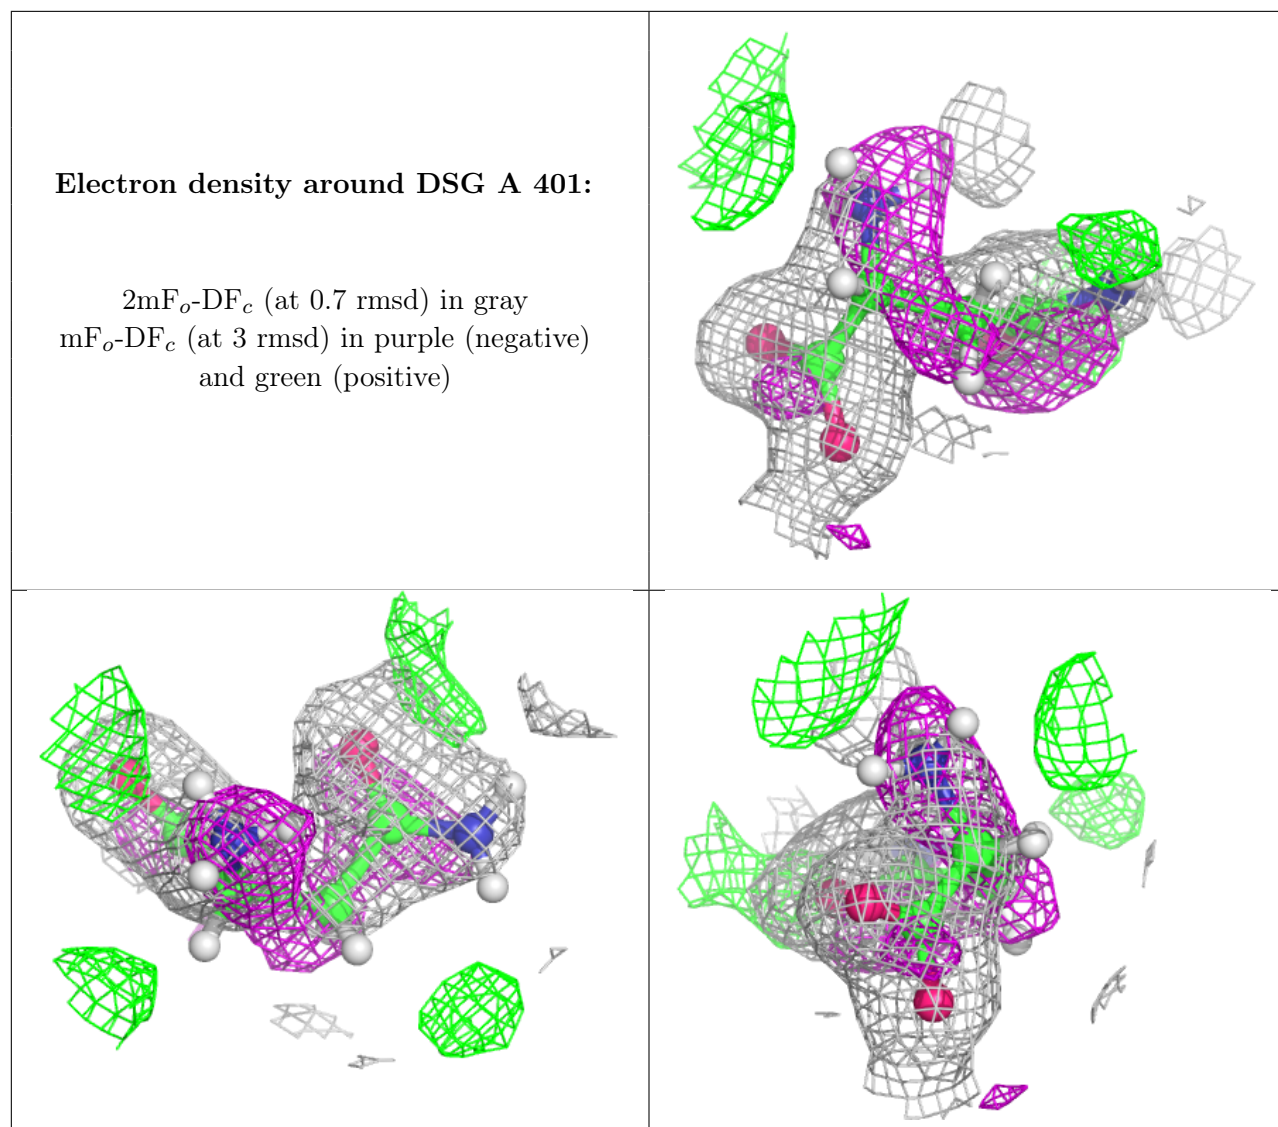 Electron density around DSG A 401:
2mFo-DFc (at 0.7 rmsd) in gray
mFo-DFc (at 3 rmsd) in purple (negative)
and green (positive)